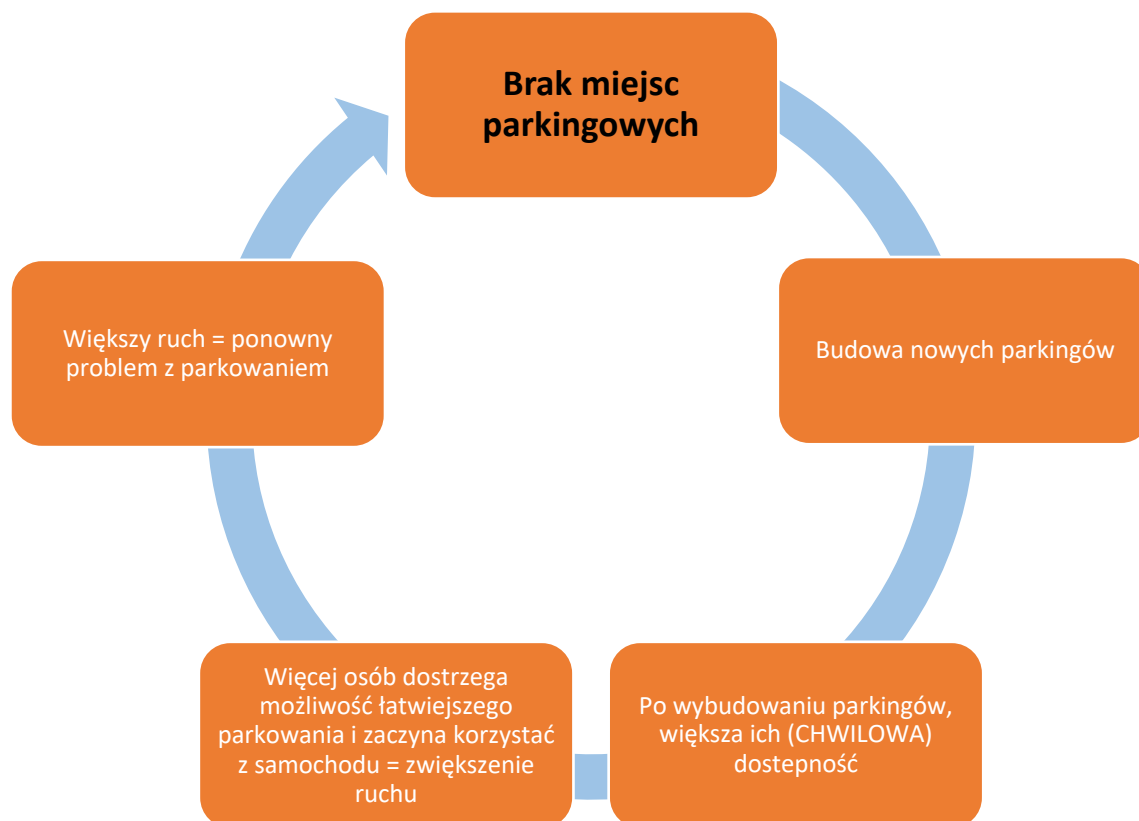 Brak miejsc
parkingowych
Budowa nowych parkingów
Po wybudowaniu parkingów,
większa ich (CHWILOWA)
dostepność
Więcej osób dostrzega
możliwość łatwiejszego
parkowania i zaczyna korzystać
z samochodu = zwiększenie
ruchu
Większy ruch = ponowny
problem z parkowaniem